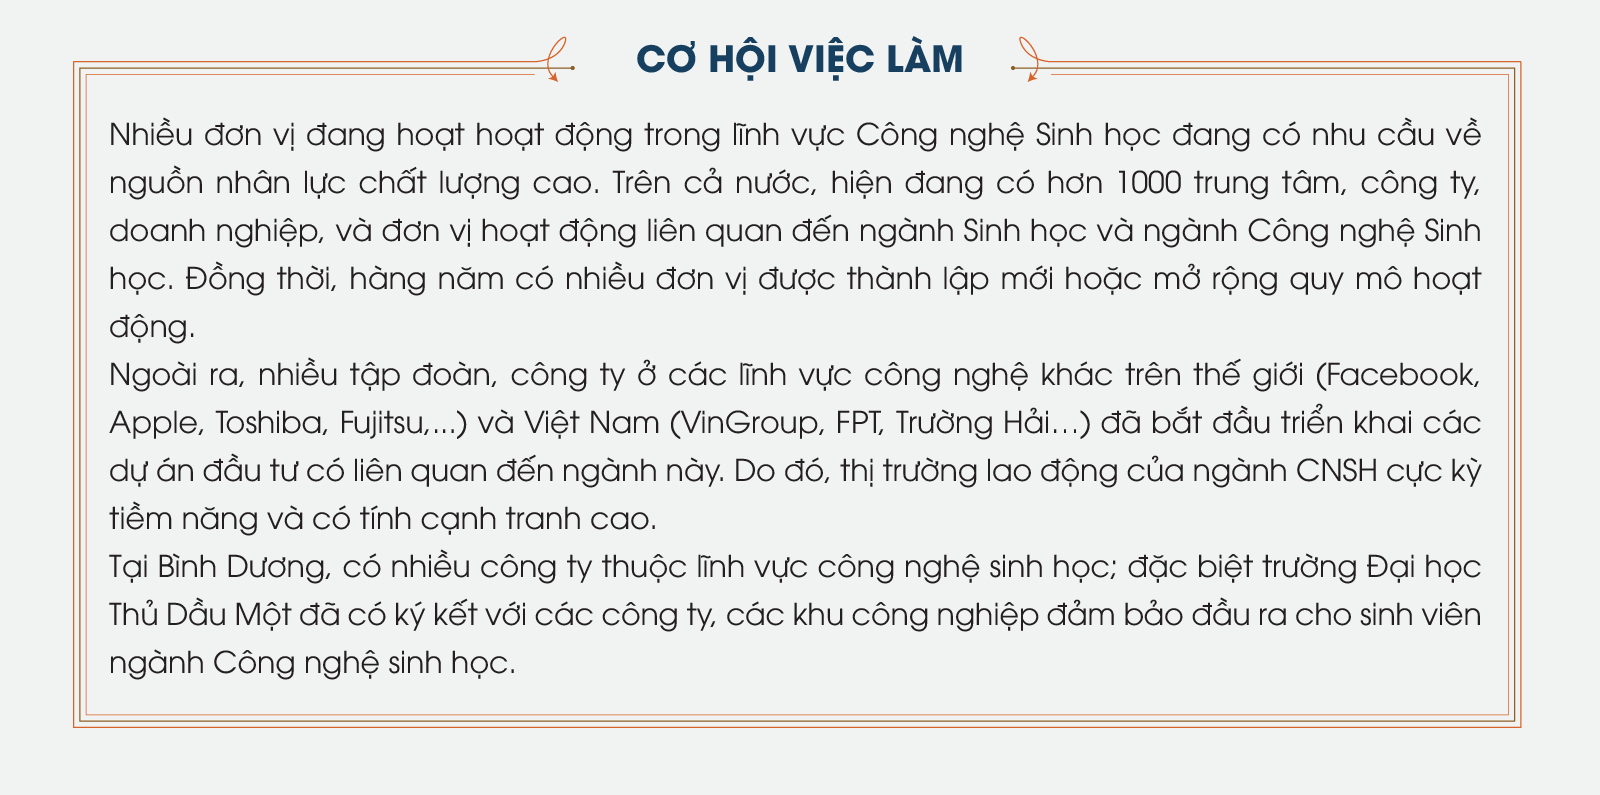 CƠ HỘI VIỆC LÀM
Nhiều đơn vị đang hoạt hoạt động trong lĩnh vực Công nghệ Sinh học đang có nhu cầu về
nguồn nhân lực chất lượng cao. Trên cả nước, hiện đang có hơn 1000 trung tâm, công ty,
doanh nghiệp, và đơn vị hoạt động liên quan đến ngành Sinh học và ngành Công nghệ Sinh
học. Đồng thời, hàng năm có nhiều đơn vị được thành lập mới hoặc mở rộng quy mô hoạt
động.
Ngoài ra, nhiều tập đoàn, công ty ở các lĩnh vực công nghệ khác trên thế giới (Facebook,
Apple, Toshiba, Fujitsu,...) và Việt Nam (VinGroup, FPT, Trường Hải...) đã bắt đầu triển khai các
dự án đầu tư có liên quan đến ngành này. Do đó, thị trường lao động của ngành CNSH cực kỳ
tiềm năng và có tính cạnh tranh cao.
Tại Bình Dương, có nhiều công ty thuộc lĩnh vực công nghệ sinh học; đặc biệt trường Đại học
Thủ Dầu Một đã có ký kết với các công ty, các khu công nghiệp đảm bảo đầu ra cho sinh viên
ngành Công nghệ sinh học.